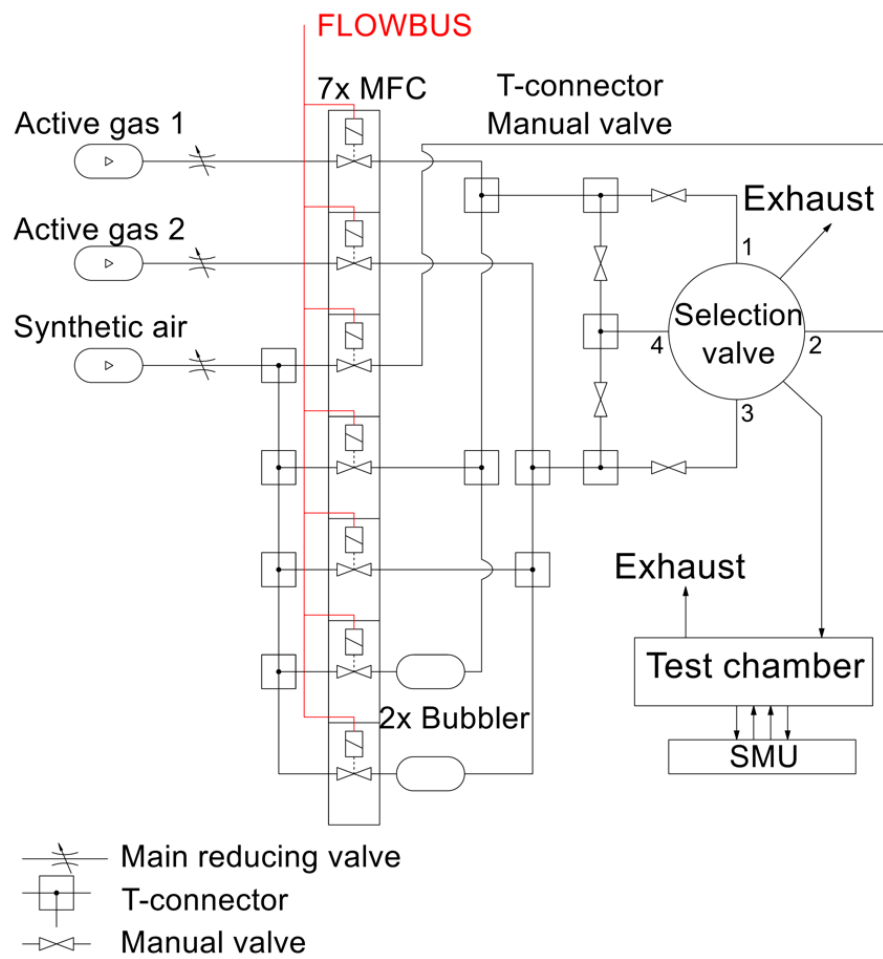 FLOWBUS
7x MFC
T-connector
Manual valve
Active gas 1
Exhaust
Active gas 2
1
Synthetic air
Selection
valve
4
2
3
Exhaust
Test chamber
2x Bubbler
SMU
Main reducing valve
T-connector
Manual valve